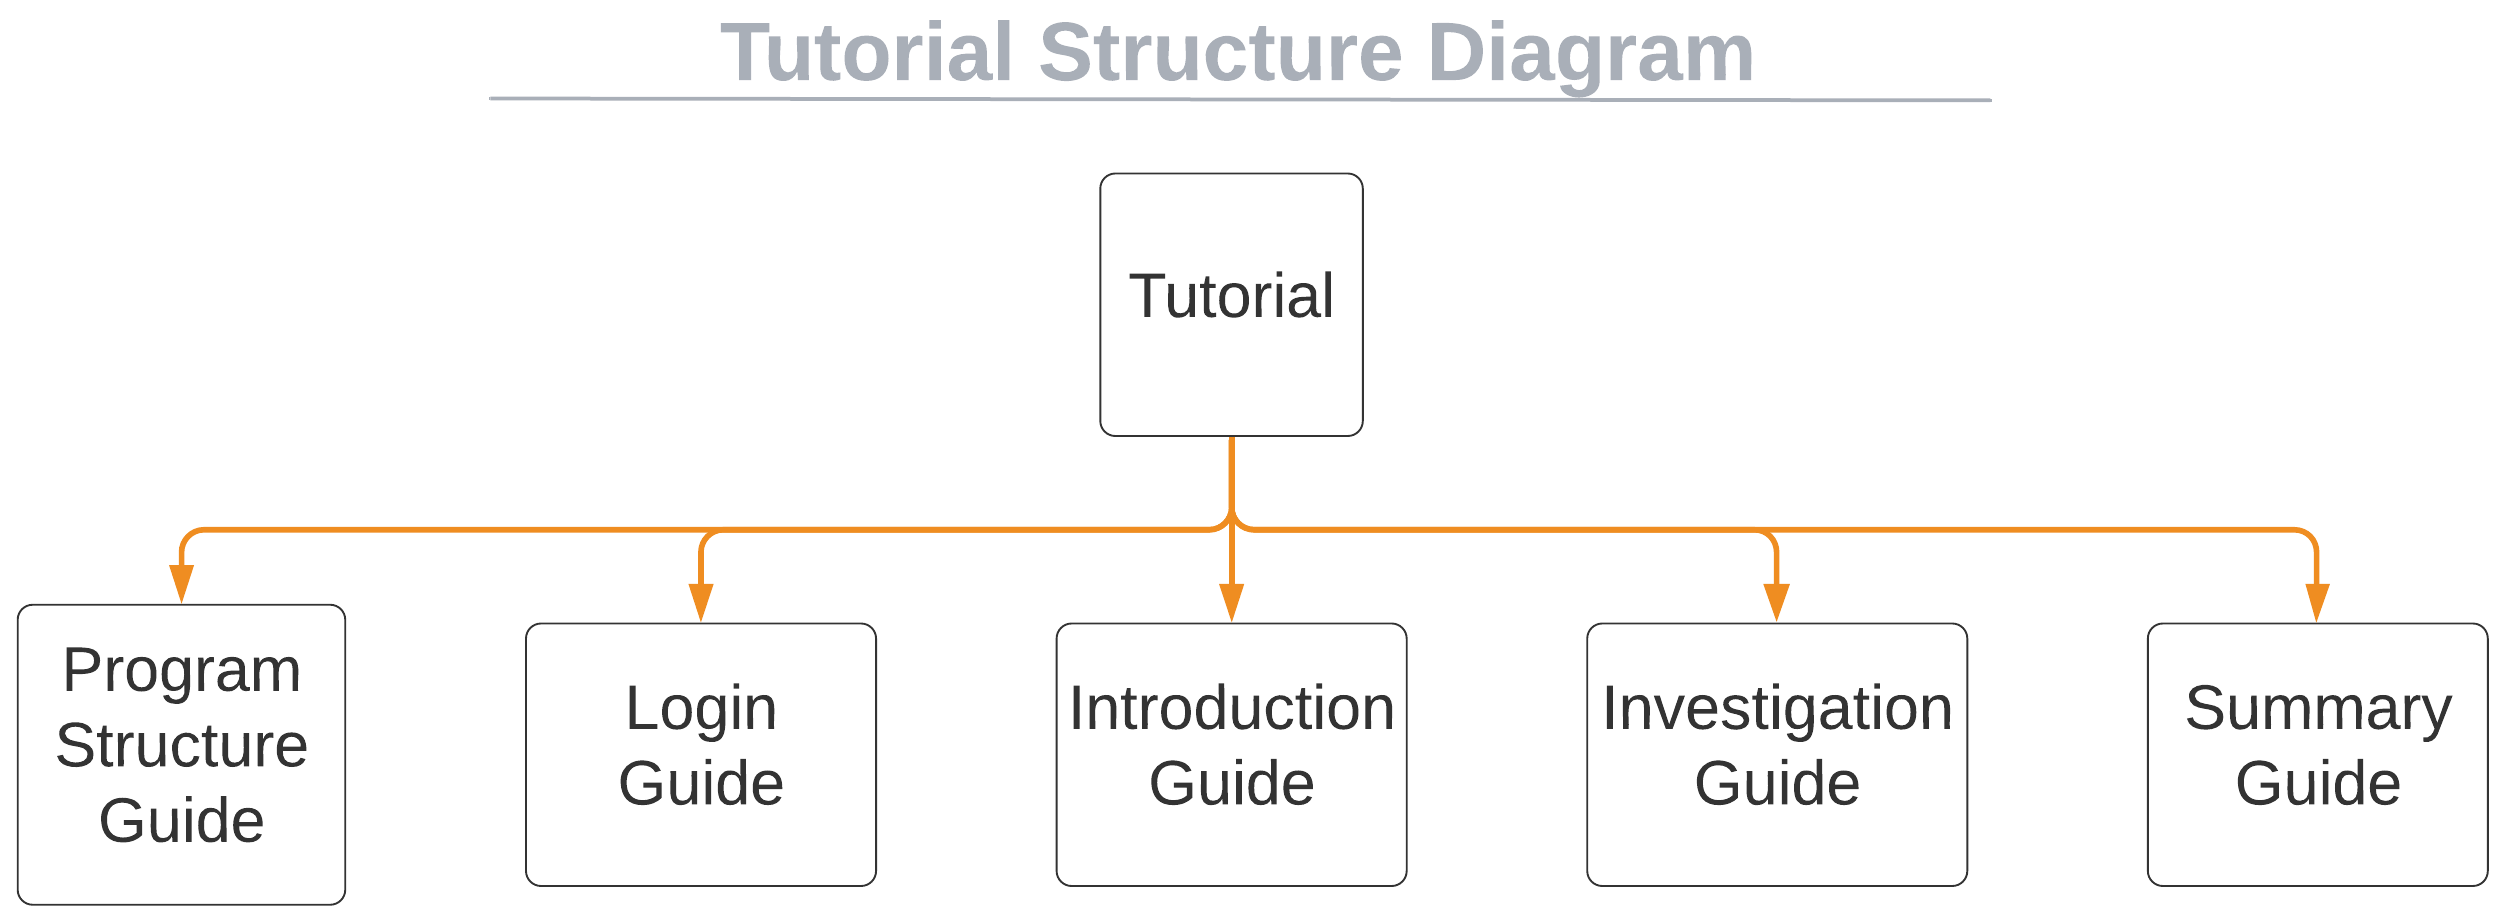 Tutorial Structure Diagram
Tutorial
Program
Structure
Guide
Login
Guide
Introduction
Guide
Investigation
Guide
Summary
Guide